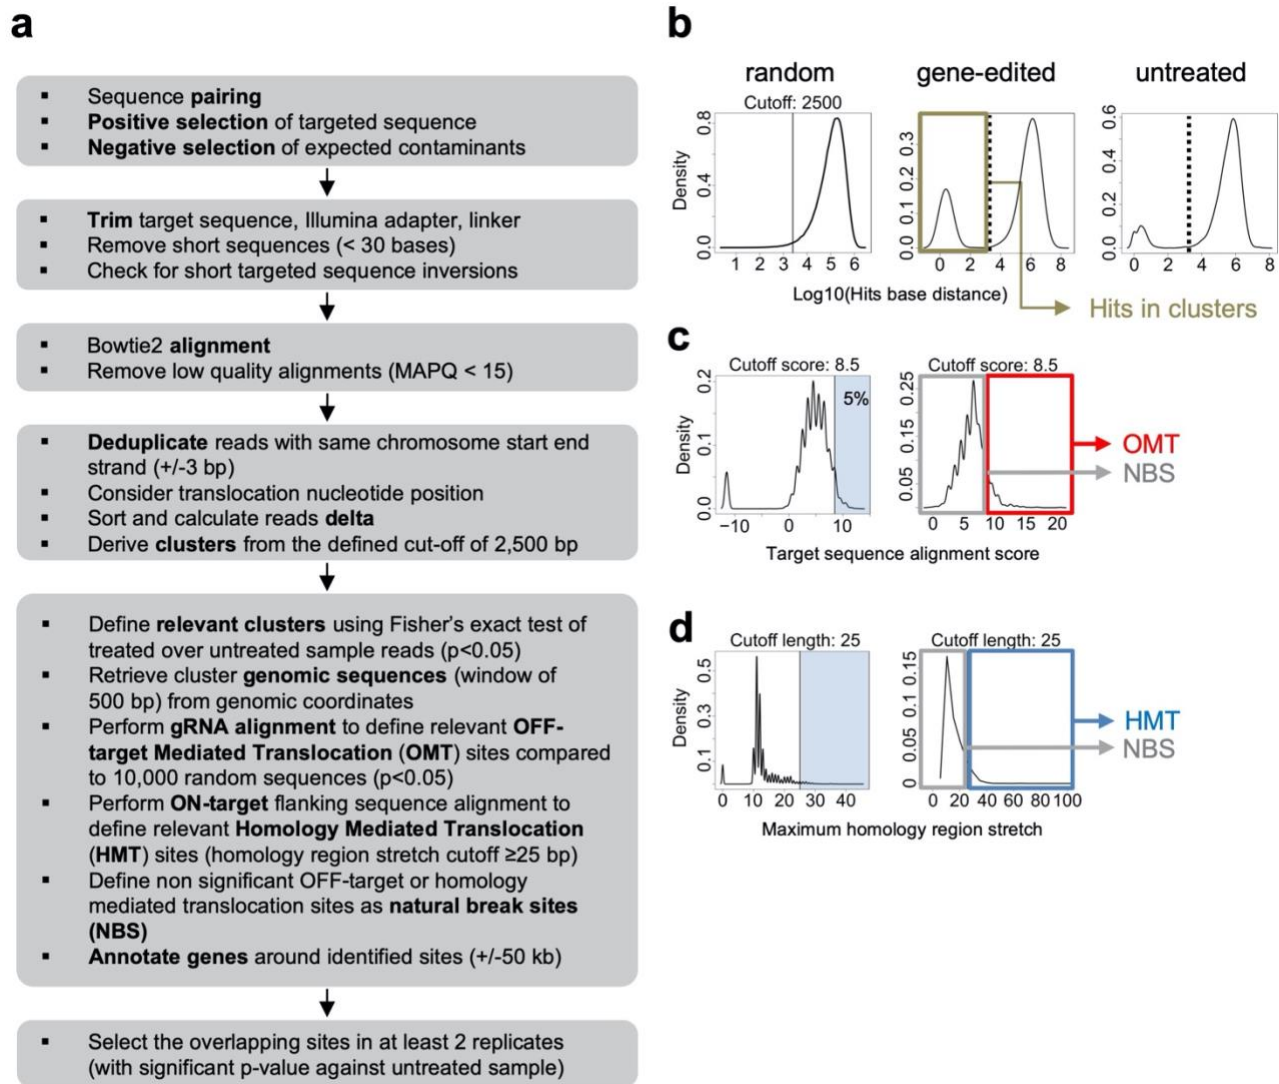 a
▪ Sequence pairing
▪ Positive selection of targeted sequence
▪ Negative selection of expected contaminants
▪ Trim target sequence, Illumina adapter, linker
▪ Remove short sequences (< 30 bases)
▪ Check for short targeted sequence inversions
▪ Bowtie2 alignment
▪ Remove low quality alignments (MAPQ < 15)
▪ Deduplicate reads with same chromosome start end
strand (+/-3 bp)
▪ Consider translocation nucleotide position
▪ Sort and calculate reads delta
▪ Derive clusters from the defined cut-off of 2,500 bp
▪ Define relevant clusters using Fisher's exact test of
treated over untreated sample reads (p<0.05)
▪ Retrieve cluster genomic sequences (window of
500 bp) from genomic coordinates
▪ Perform gRNA alignment to define relevant OFF-
target Mediated Translocation (OMT) sites compared
to 10,000 random sequences (p<0.05)
▪ Perform ON-target flanking sequence alignment to
define relevant Homology Mediated Translocation
(HMT) sites (homology region stretch cutoff ≥25 bp)
▪ Define non significant OFF-target or homology
mediated translocation sites as natural break sites
(NBS)
▪ Annotate genes around identified sites (+/-50 kb)
▪ Select the overlapping sites in at least 2 replicates
(with significant p-value against untreated sample)
b
random gene-edited untreated
Cutoff: 2500
Density
0.0 0.4 0.8
1 2 3 4 5 6
0.0 0.1 0.2 0.3
0 2 4 6 8
0.0 0.2 0.4 0.6
0 2 4 6 8
Log10(Hits base distance)
Hits in clusters
c
Cutoff score: 8.5 Cutoff score: 8.5
Density
0.0 0.1 0.2
5%
−10 0 10
0.05 0.15 0.25
0 5 10 15 20
OMT
NBS
Target sequence alignment score
d
Cutoff length: 25 Cutoff length: 25
Density
0.1 0.3 0.5
0 10 20 30 40
0 0.05 0.1 0.15
0 20 40 60 80 100
HMT
NBS
Maximum homology region stretch